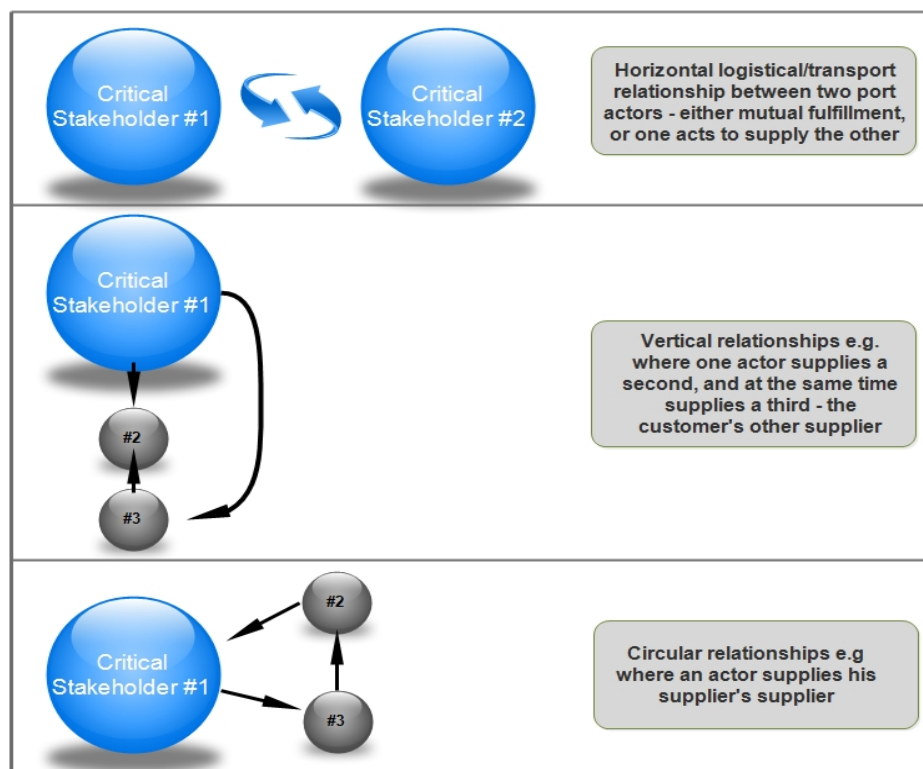 Critical
Stakeholder #1
Critical
Stakeholder #2
Horizontal logistical/transport
relationship between two port
actors - either mutual fulfillment,
or one acts to supply the other
Critical
Stakeholder #1
#2
#3
Vertical relationships e.g.
where one actor supplies a
second, and at the same time
supplies a third - the
customer's other supplier
Critical
Stakeholder #1
#2
#3
Circular relationships e.g
where an actor supplies his
supplier's supplier